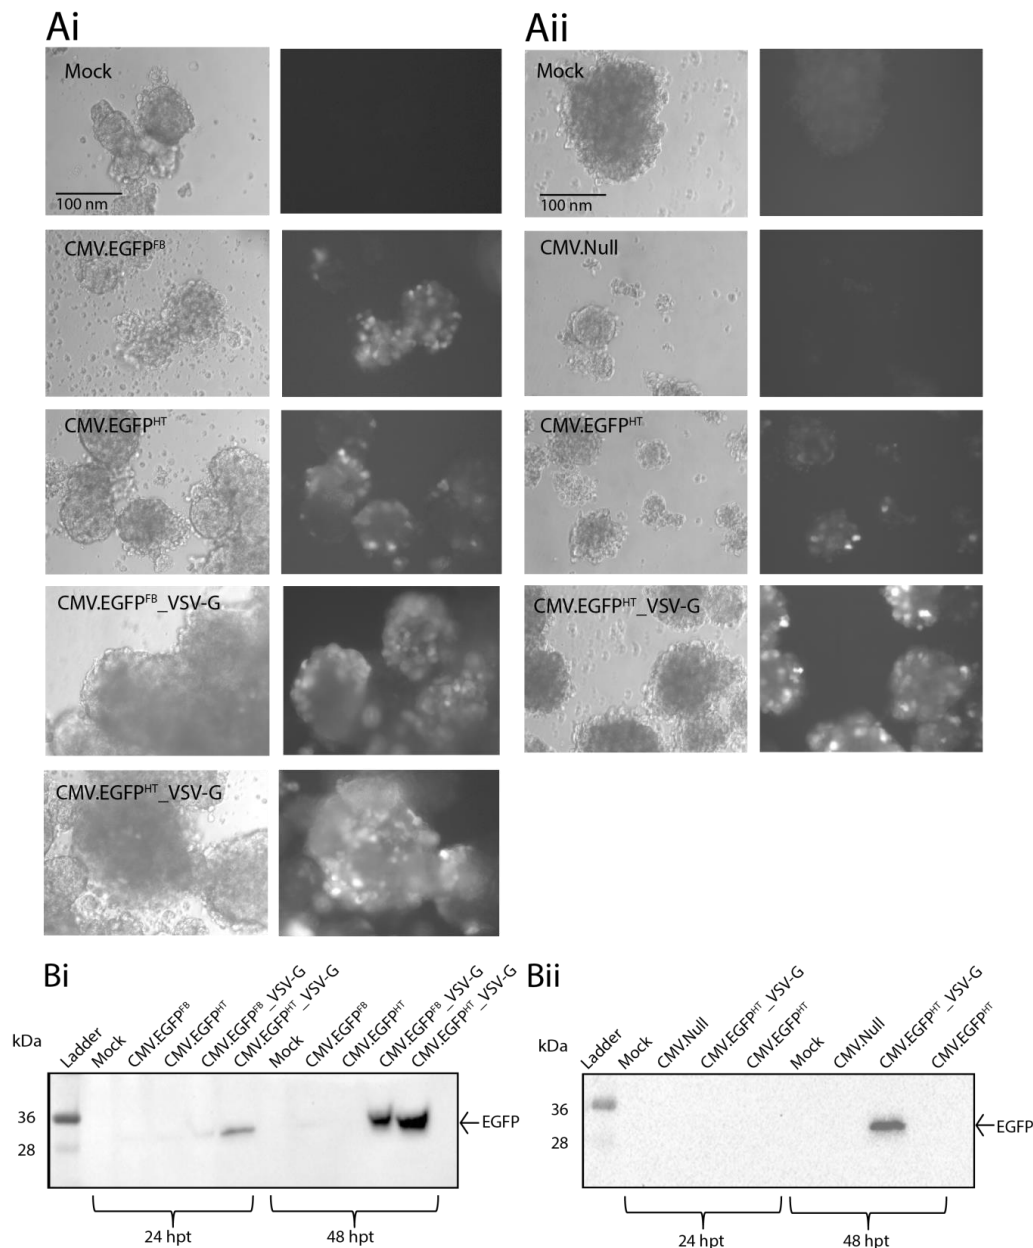 Ai
Mock
100 nm
CMV.EGFPᶠᴮ
CMV.EGFPᴴᵀ
CMV.EGFPᶠᴮ_VSV-G
CMV.EGFPᴴᵀ_VSV-G
Aii
Mock
100 nm
CMV.Null
CMV.EGFPᴴᵀ
CMV.EGFPᴴᵀ_VSV-G
Bi
kDa
Ladder
Mock
CMV.EGFPᶠᴮ
CMV.EGFPᴴᵀ
CMV.EGFPᶠᴮ_VSV-G
CMV.EGFPᴴᵀ_VSV-G
Mock
CMV.EGFPᶠᴮ
CMV.EGFPᴴᵀ
CMV.EGFPᶠᴮ_VSV-G
CMV.EGFPᴴᵀ_VSV-G
36
28
EGFP
24 hpt
48 hpt
Bii
kDa
Ladder
Mock
CMV.Null
CMV.EGFPᴴᵀ_VSV-G
CMV.EGFPᴴᵀ
Mock
CMV.Null
CMV.EGFPᴴᵀ_VSV-G
CMV.EGFPᴴᵀ
36
28
EGFP
24 hpt
48 hpt